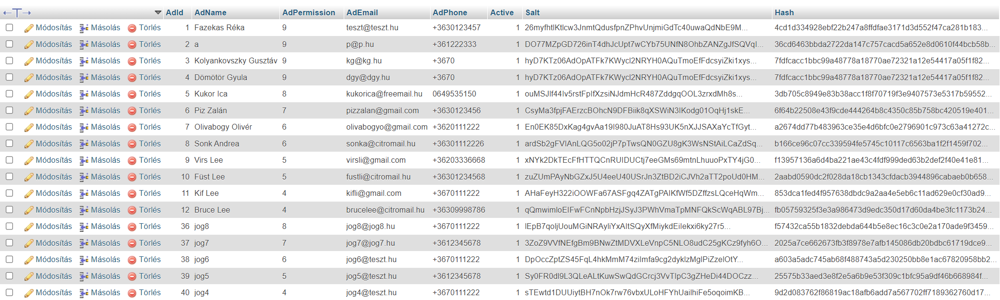 AdId AdName AdPermission AdEmail AdPhone Active Salt Hash
Módosítás Másolás Törlés 1 Fazekas Réka 9 teszt@teszt.hu +3630123457 1 26myfhtlKtlcw3JnmtQdusfpnZPhvUnjmiGdTc40uwaQdNbE9M... 4cd1d334928ebf22b247a8ffdfae3171d3d552f47ca281b183...
Módosítás Másolás Törlés 2 a 9 p@p.hu +361222333 1 DO77MZpGD726inT4dhJcUpt7wCYb75UNfN8OhbZANZgJfSQVqI... 36cd6463bbda2722da147c757cacd5a652e8d0610f44bcb58b...
Módosítás Másolás Törlés 3 Kolyankovszky Gusztáv 9 kg@kg.hu +3670 1 hyD7KTz06AdOpATFk7KWycl2NRYH0AQuTmoEfFdcsyiZki1xys... 7fdfcacc1bbc99a48778a18770ae72321a12e54417a05f1f82...
Módosítás Másolás Törlés 4 Dömötör Gyula 9 dgy@dgy.hu +3670 1 hyD7KTz06AdOpATFk7KWycl2NRYH0AQuTmoEfFdcsyiZki1xys... 7fdfcacc1bbc99a48778a18770ae72321a12e54417a05f1f82...
Módosítás Másolás Törlés 5 Kukor Ica 8 kukorica@freemail.hu 0649535150 1 ouMSJlf44Iv5rstFpIfXzsiNJdmHcR487ZddgqOOL3zrxdMh8s... 3db705c8949e83b38acc1f8f70719f3e9407573e5317b59552...
Módosítás Másolás Törlés 6 Piz Zalán 7 pizzalan@gmail.com +3630123456 1 CsyMa3fpjFAErzcBOhcN9DFBiik8qXSWiN3IKodg01OqHj1skE... 6f64b22508e43f9cde444264b8c4350c85b758bc420519e401...
Módosítás Másolás Törlés 7 Olivabogy Olivér 6 olivabogyo@gmail.com +3620111222 1 En0EK85DxKag4gvAa19I980JuAT8Hs93UK5nXJJSAXaYcTfGyt... a2674dd77b483963ce35e4d6bfc0e2796901c973c63a41272c...
Módosítás Másolás Törlés 8 Sonk Andrea 6 sonka@citromail.hu +36301112226 1 ardSb2gFVIAnLQG5o02jP7pTwsQN0GZU8gK3WsNStAiLCaZdSq... b166ce96c07cc339594fe5745c10117c6563ba1f2f1459f702...
Módosítás Másolás Törlés 9 Virs Lee 5 virsli@gmail.com +36203336668 1 xNYk2DkTEcFfHTTQCnRUIDUCtj7eeGMs69mtnLhuuoPxTY4jG0... f13957136a6d4ba221ae43c4fdf999ded63b2def2f40e41e81...
Módosítás Másolás Törlés 10 Füst Lee 5 fustli@citromail.hu +36301234568 1 zuZUmPAyNbGZxJ5U4eeU40USrJn3ZtBD2iCJVh2aTT2poUd0HM... 2aabd0590dc2f028da18cb1343cfdacb3944896cabaeb0b658...
Módosítás Másolás Törlés 11 Kif Lee 4 kifli@gmail.com +3670111222 1 AHaFeyH322iOOWFa67ASFgq4ZATgPAIKfWf5DZffzsLQceHqWm... 853dca1fed4f957638dbdc9a2aa4e5eb6c11ad629e0cf30ad9...
Módosítás Másolás Törlés 12 Bruce Lee 4 brucelee@citromail.hu +36309998786 1 qQmwimloEIFwFCnNpbHzjJSyJ3PWhVmaTpMNFQkScWqABL97Bj... fb05759325f3e3a986473d9edc350d17d60da4be3fc1173b24...
Módosítás Másolás Törlés 36 jog8 8 jog8@jog8.hu +3670111222 1 IEpB7qoljUouMGiNRAyliYxAltSQyXfMiykdEilekxi6ky27r5... f57432ca55b1832debda644b5e8ec16c3c0e2a170ade9f3459...
Módosítás Másolás Törlés 37 jog7 7 jog7@jog7.hu +3612345678 1 3ZoZ9VVfNEfgBm9BNwZtMDVXLeVnpC5NLO8udC25gKCz9fyh6O... 2025a7ce662673fb3f8978e7afb145086db20bdbc61719dce9...
Módosítás Másolás Törlés 38 jog6 6 jog6@teszt.hu +3670111222 1 DpOccZptZS45FqL4hkMmM74zilmfa9cg2dyklzMglPiZzelOtY... a603a5adc745ab68f488743a5d230250bb8e1ac67820958bb2...
Módosítás Másolás Törlés 39 jog5 5 jog5@teszt.hu +3612345678 1 Sy0FR0dl9L3QLeALtKuwSwQdGCrcj3VvTlpC3gZHeDi44DOCzz... 25575b33aed3e8f2e5a6b9e53f309c1bfc95a9df46b668984f...
Módosítás Másolás Törlés 40 jog4 4 jog4@teszt.hu +3670111222 1 sTEwtd1DUUiytBH7nOk7rw76vbxULoHFYhUailhiFe5oqoimKB... 9d2d083762f86819ac18afb6add7a567702ff7189362760d17...